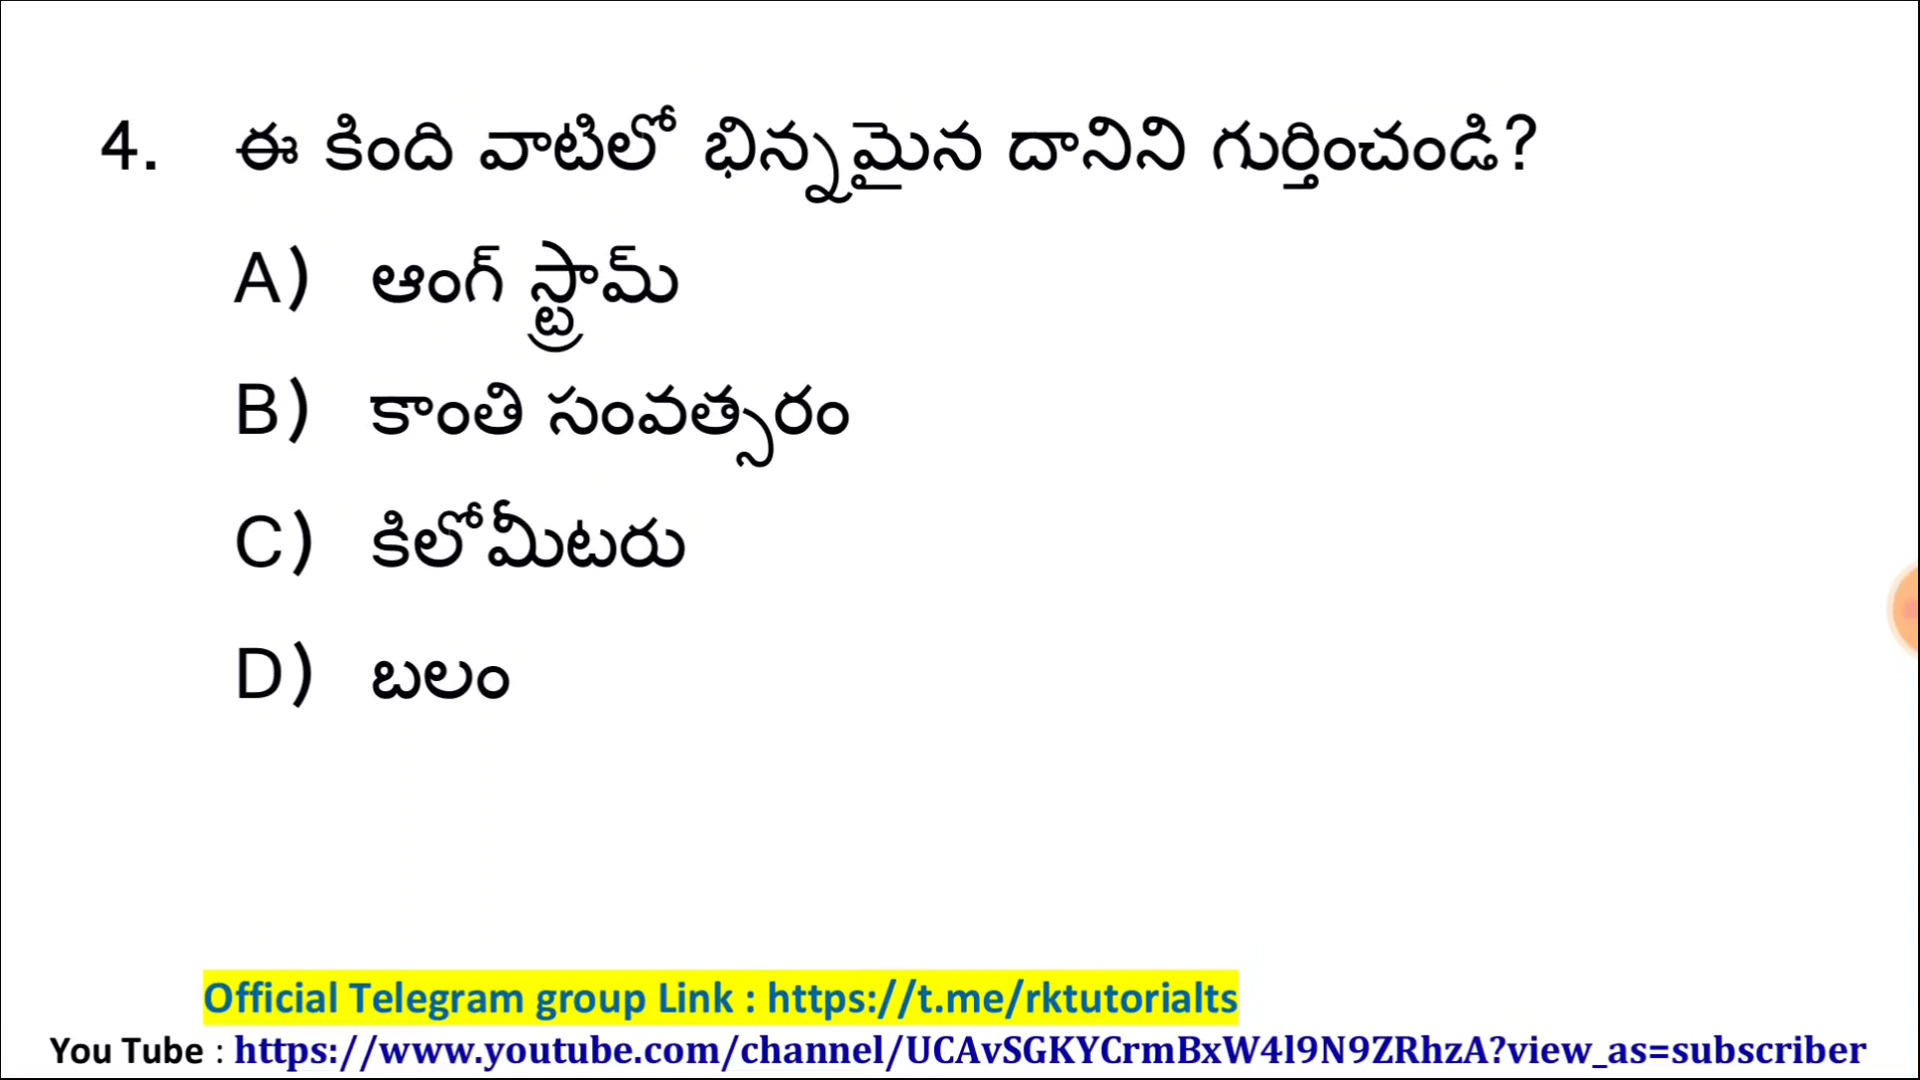 4. ఈ కింది వాటిలో భిన్నమైన దానిని గుర్తించండి?
A) ఆంగ్ స్ట్రామ్
B) కాంతి సంవత్సరం
C) కిలోమీటరు
D) బలం
Official Telegram group Link : https://t.me/rktutorialts
You Tube : https://www.youtube.com/channel/UCAvSGKYCrmBxW4l9N9ZRhzA?view_as=subscriber